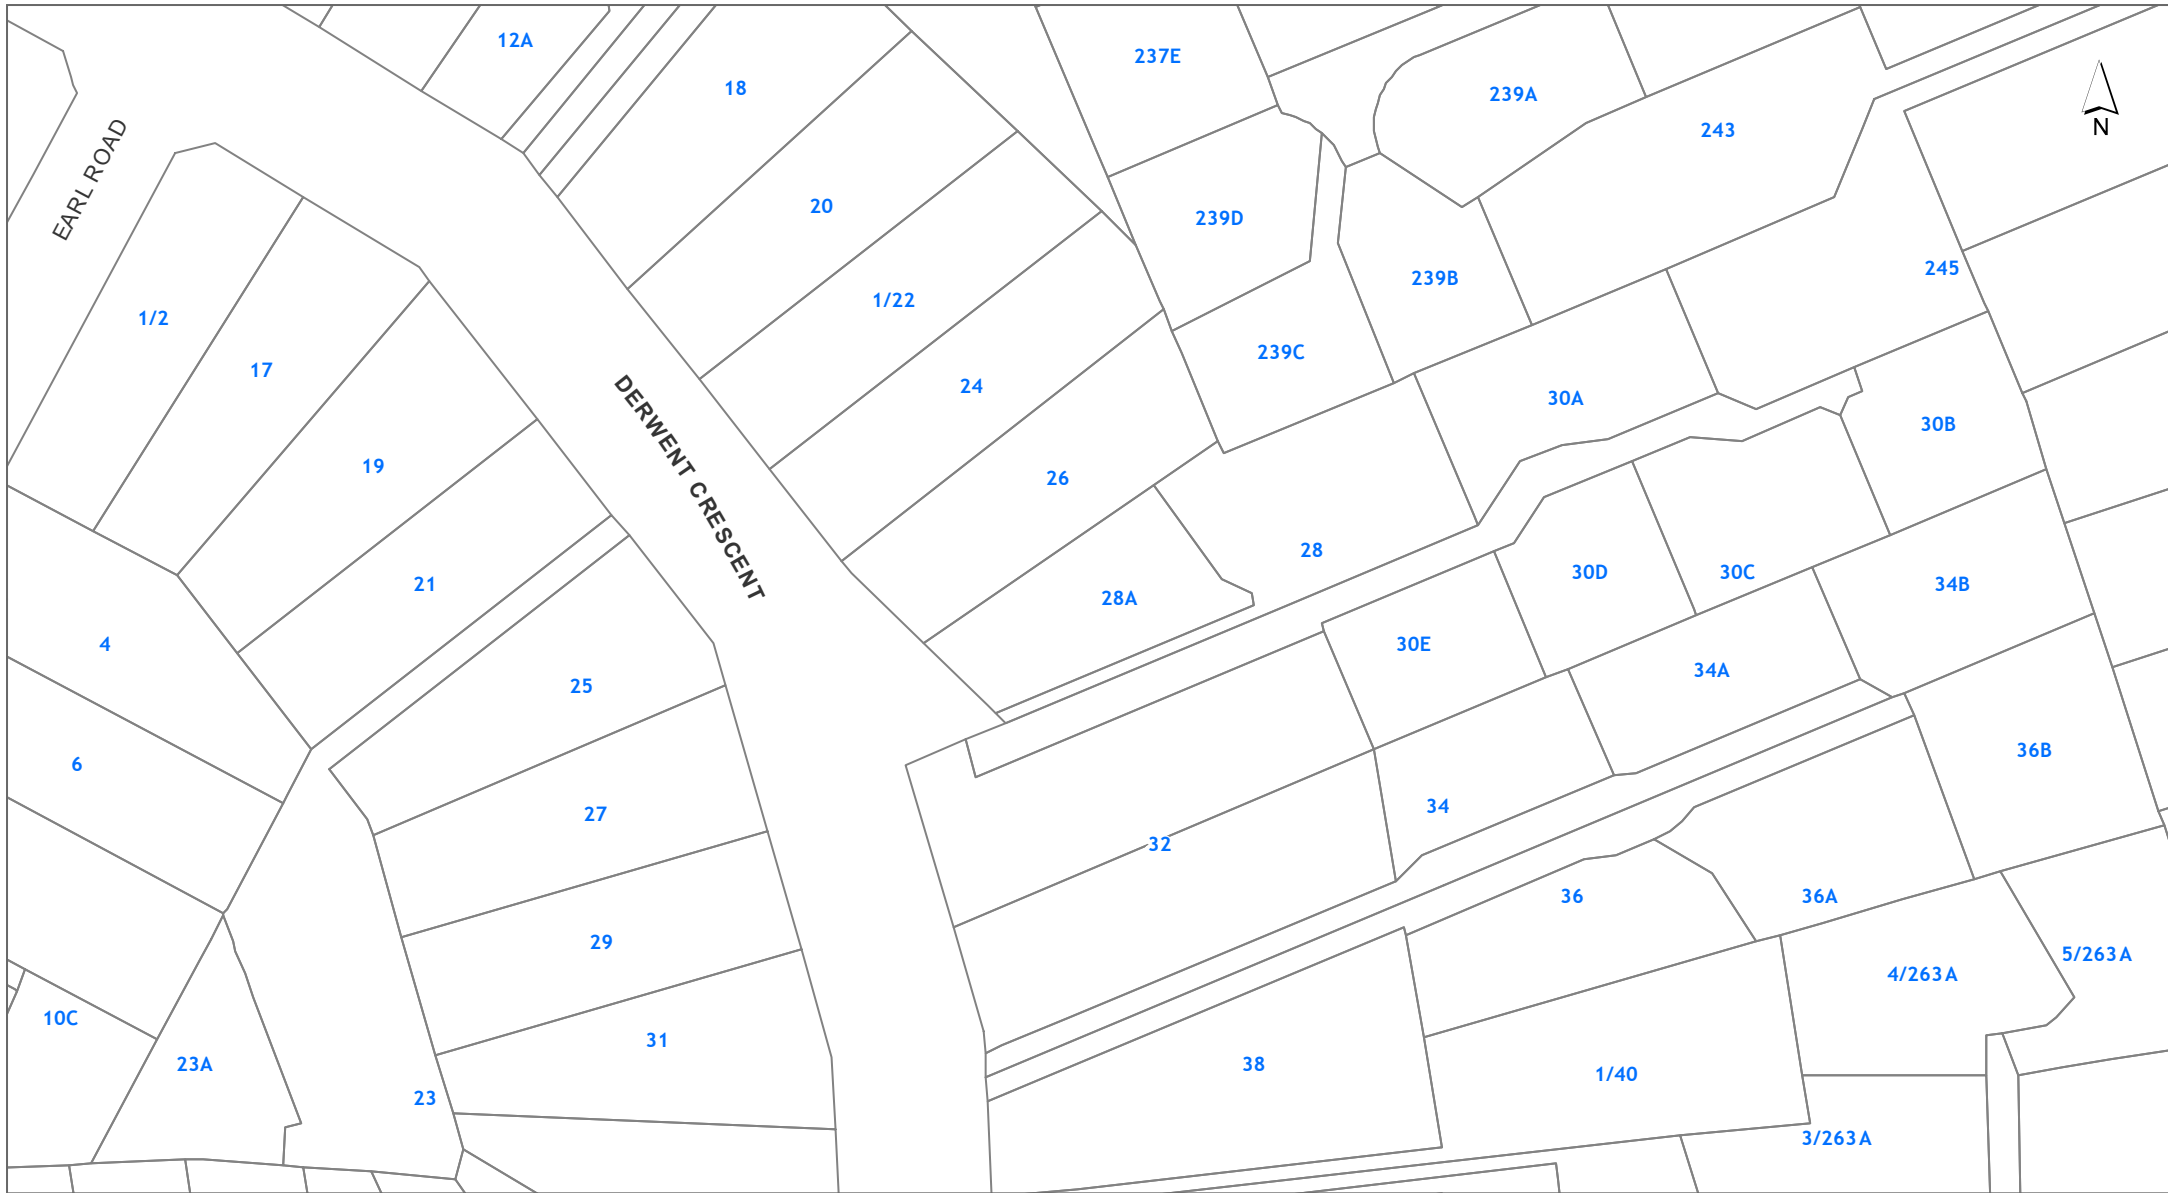 12A
237E
18
239A
243
N
EARL ROAD
20
239D
245
239B
1/22
1/2
239C
17
24
30A
30B
DERWENT CRESCENT
19
26
28
30D
30C
21
34B
28A
4
30E
34A
25
36B
6
34
27
32
36
36A
29
5/263A
4/263A
10C
31
23A
38
1/40
23
3/263A